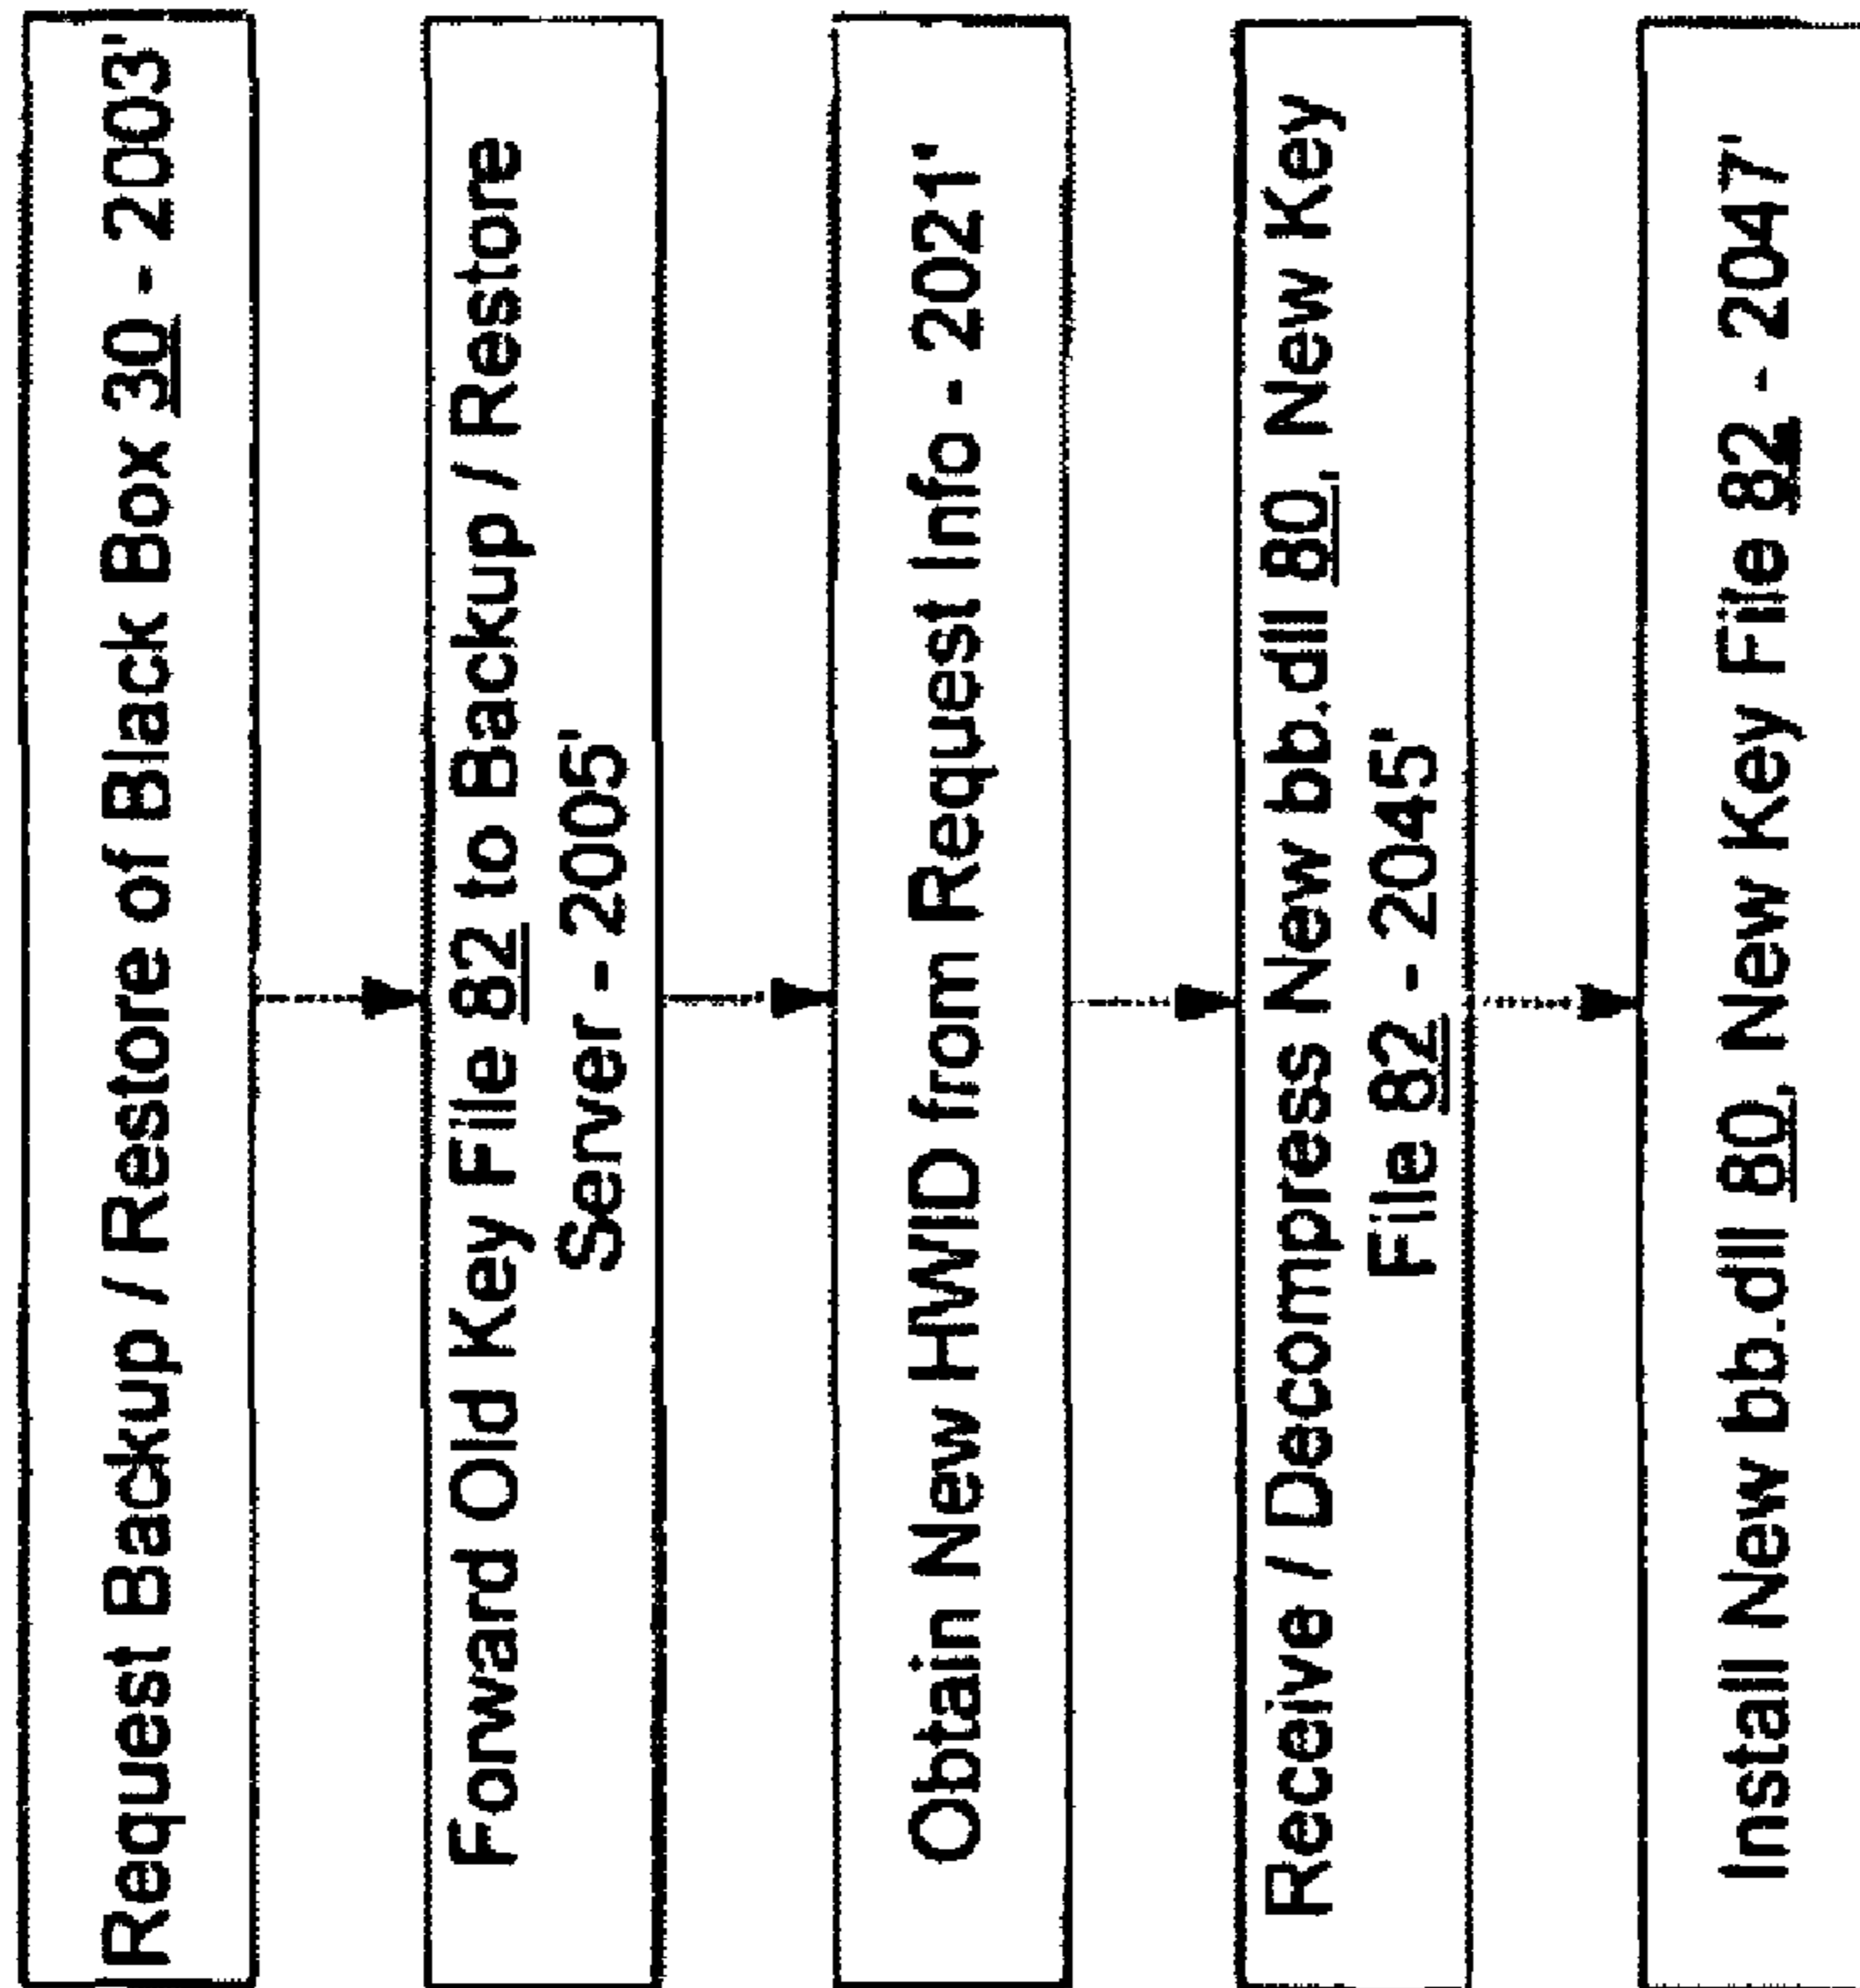 Request Backup / Restore of Black Box 30 - 2003'
Forward Old Key File 82 to Backup / Restore
Server - 2005'
Obtain New HWID from Request Info - 2021'
Receive / Decompress New bb.dll 80, New Key
File 82 - 2045'
Install New bb.dll 80, New Key File 82 - 2047'